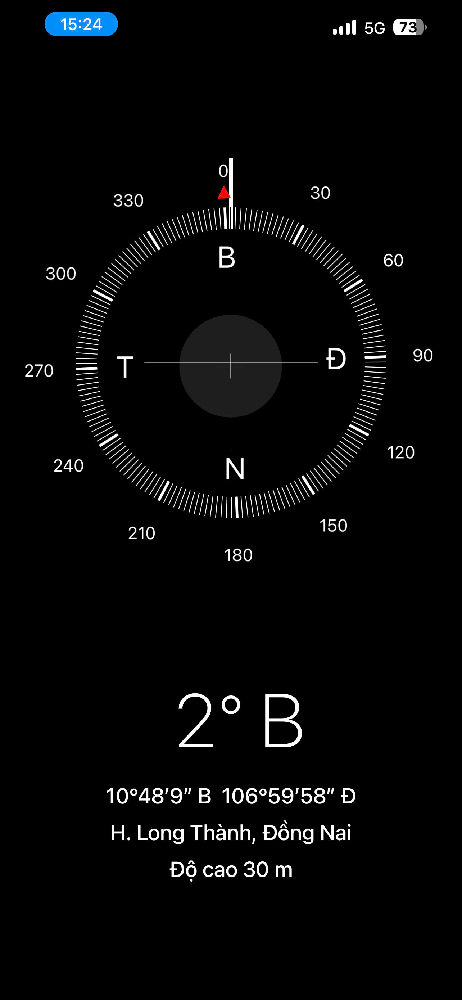 15:24 5G 73
0
330 30
300 60
B
T Đ
270 90
240 120
N
210 150
180
2° B
10°48’9” B 106°59’58” Đ
H. Long Thành, Đồng Nai
Độ cao 30 m